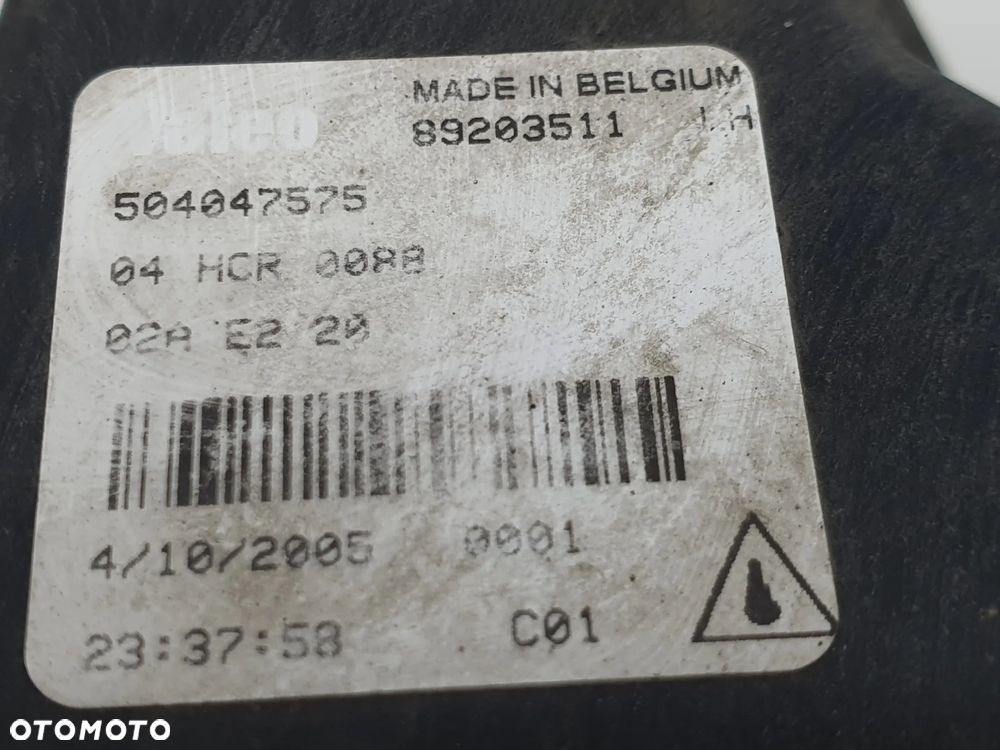 MADE IN BELGIUM
89203511 LH
504047575
04 HCR 0088
02A E2 20
4/10/2005 0001
23:37:58 C01
OTOMOTO